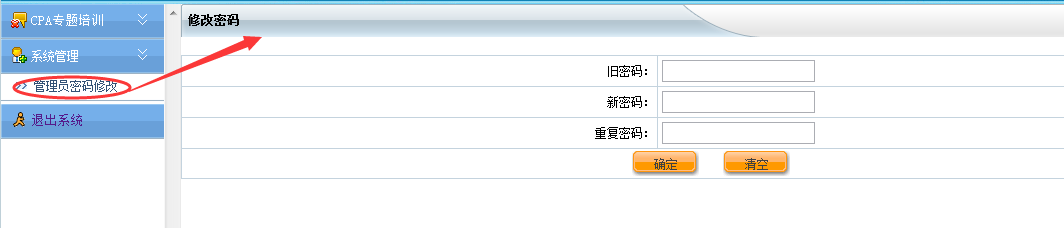 CPA专题培训
系统管理
管理员密码修改
退出系统
修改密码
旧密码：
新密码：
重复密码：
确定 清空